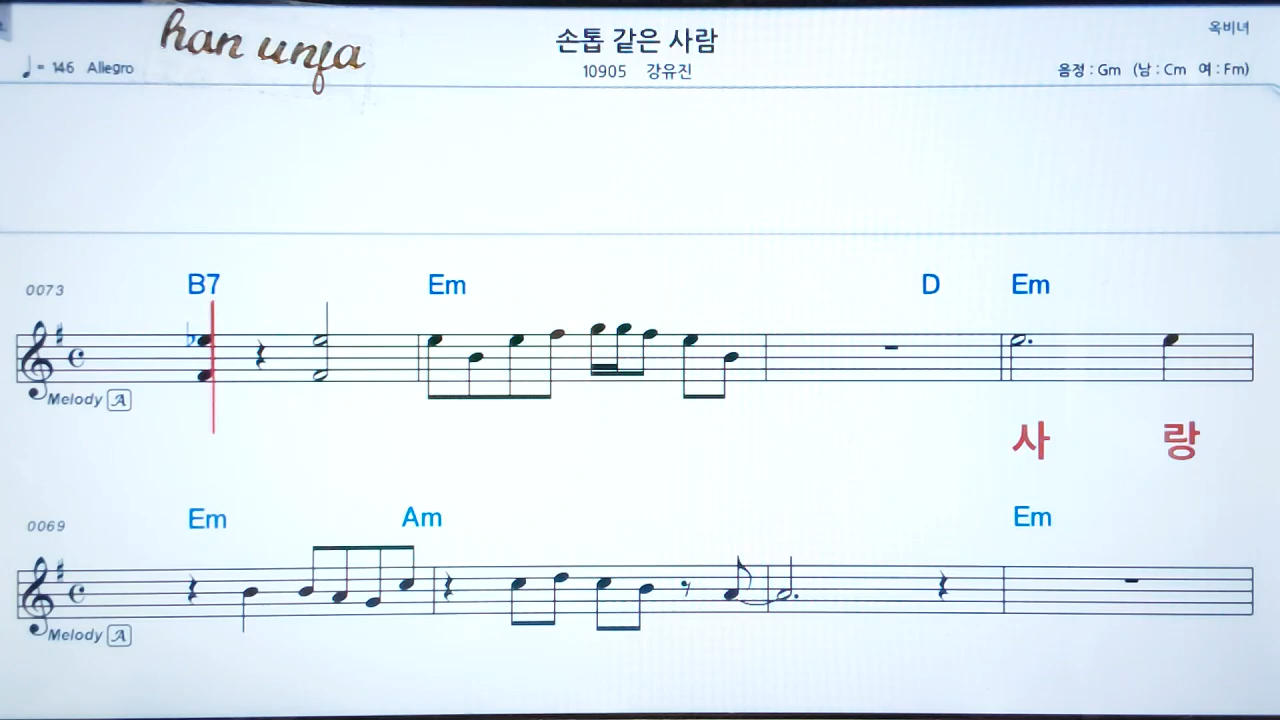 han unja
손톱 같은 사람
옥비녀
♩= 146 Allegro
10905 강유진
음정 : Gm (남 : Cm 여 : Fm)
0073 B7 Em D Em
Melody A
사 랑
0069 Em Am Em
Melody A